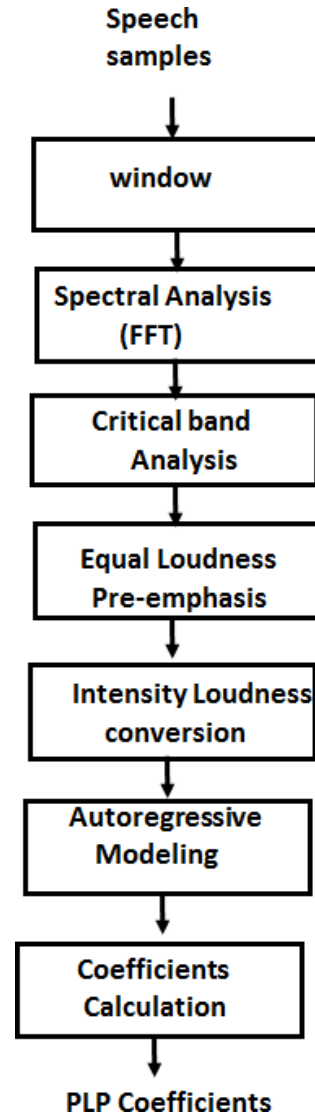 Speech
samples
window
Spectral Analysis
(FFT)
Critical band
Analysis
Equal Loudness
Pre-emphasis
Intensity Loudness
conversion
Autoregressive
Modeling
Coefficients
Calculation
PLP Coefficients